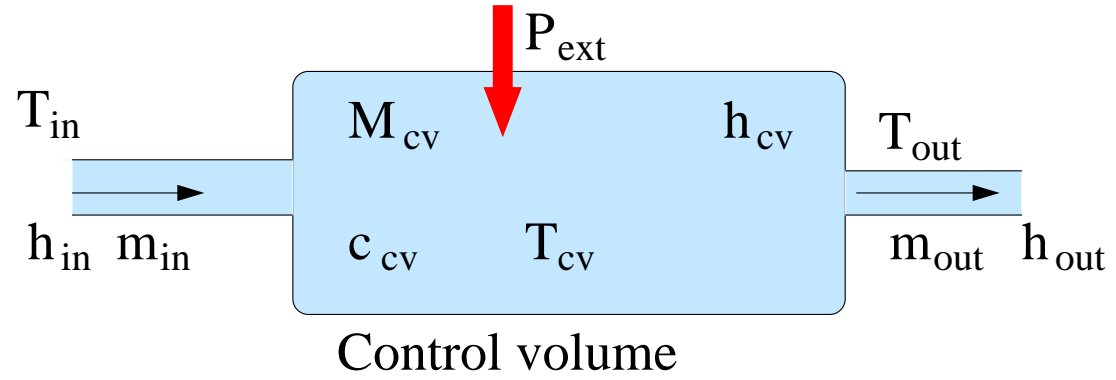 P_ext
T_in
M_cv h_cv
T_out
h_in m_in
c_cv T_cv
m_out h_out
Control volume